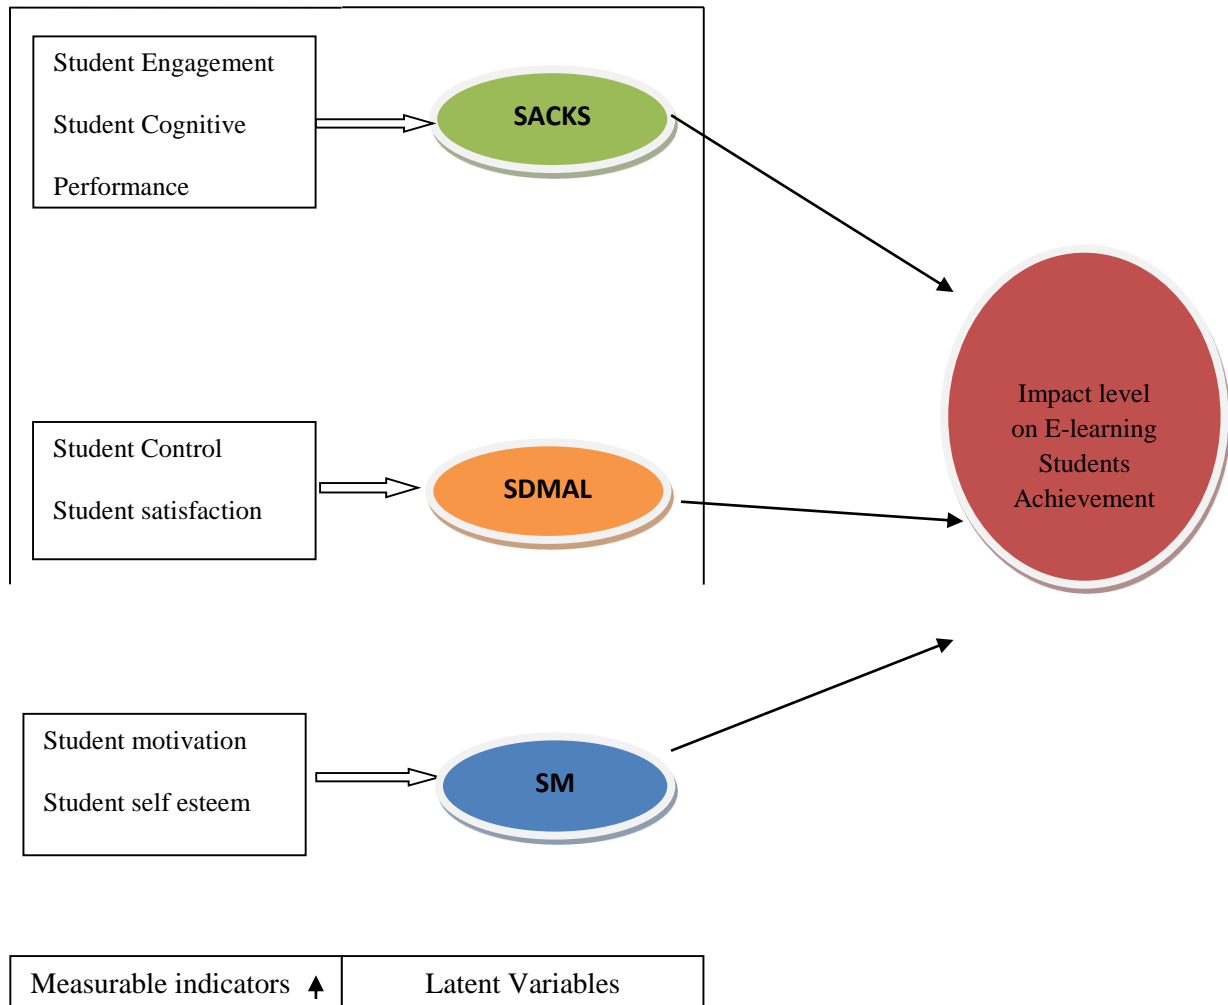 Student Engagement
Student Cognitive
Performance
SACKS
Student Control
Student satisfaction
SDMAL
Impact level
on E-learning
Students
Achievement
Student motivation
Student self esteem
SM
Measurable indicators
Latent Variables